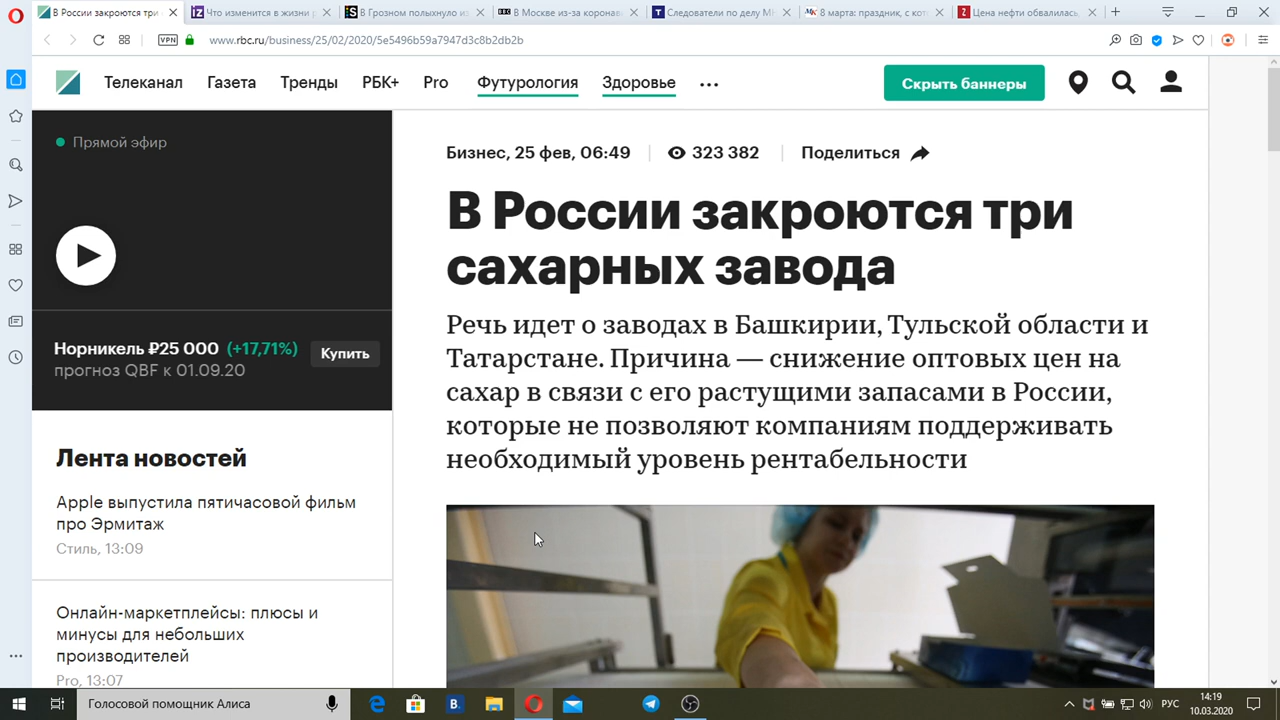 В России закроются три
Что изменится в жизни р
В Грозном полыхнуло из
В Москве из-за коронав
Следователи по делу МН
8 марта: праздник, с кот
Цена нефти обвалилась,
VPN
www.rbc.ru/business/25/02/2020/5e5496b59a7947d3c8b2db2b
Телеканал Газета Тренды РБК+ Pro Футурология Здоровье
Скрыть баннеры
Прямой эфир
Норникель ₽25 000 (+17,71%)
прогноз QBF к 01.09.20
Купить
Лента новостей
Apple выпустила пятичасовой фильм
про Эрмитаж
Стиль, 13:09
Онлайн-маркетплейсы: плюсы и
минусы для небольших
производителей
Pro, 13:07
Бизнес, 25 фев, 06:49 323 382 Поделиться
В России закроются три
сахарных завода
Речь идет о заводах в Башкирии, Тульской области и
Татарстане. Причина — снижение оптовых цен на
сахар в связи с его растущими запасами в России,
которые не позволяют компаниям поддерживать
необходимый уровень рентабельности
Голосовой помощник Алиса
РУС
14:19
10.03.2020